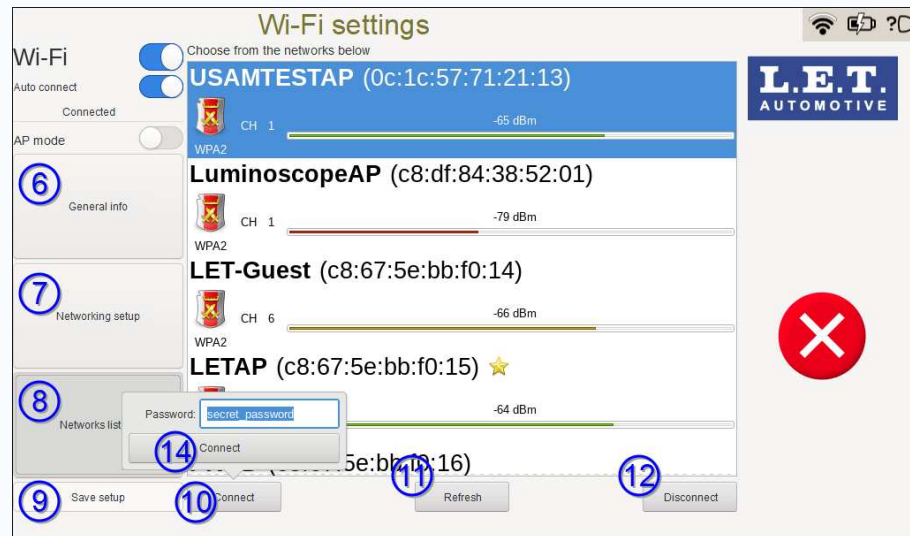 Wi-Fi settings
?
Wi-Fi
Choose from the networks below
Auto connect
Connected
AP mode
USAMTESTAP (0c:1c:57:71:21:13)
CH 1
-65 dBm
WPA2
L.E.T.
AUTOMOTIVE
6
General info
LuminoscopeAP (c8:df:84:38:52:01)
CH 1
-79 dBm
WPA2
7
Networking setup
LET-Guest (c8:67:5e:bb:f0:14)
CH 6
-66 dBm
WPA2
8
Networks list
LETAP (c8:67:5e:bb:f0:15)
-64 dBm
Password: secret_password
14 Connect
5e:bb:f0:16)
9 Save setup
10 Connect
11 Refresh
12 Disconnect